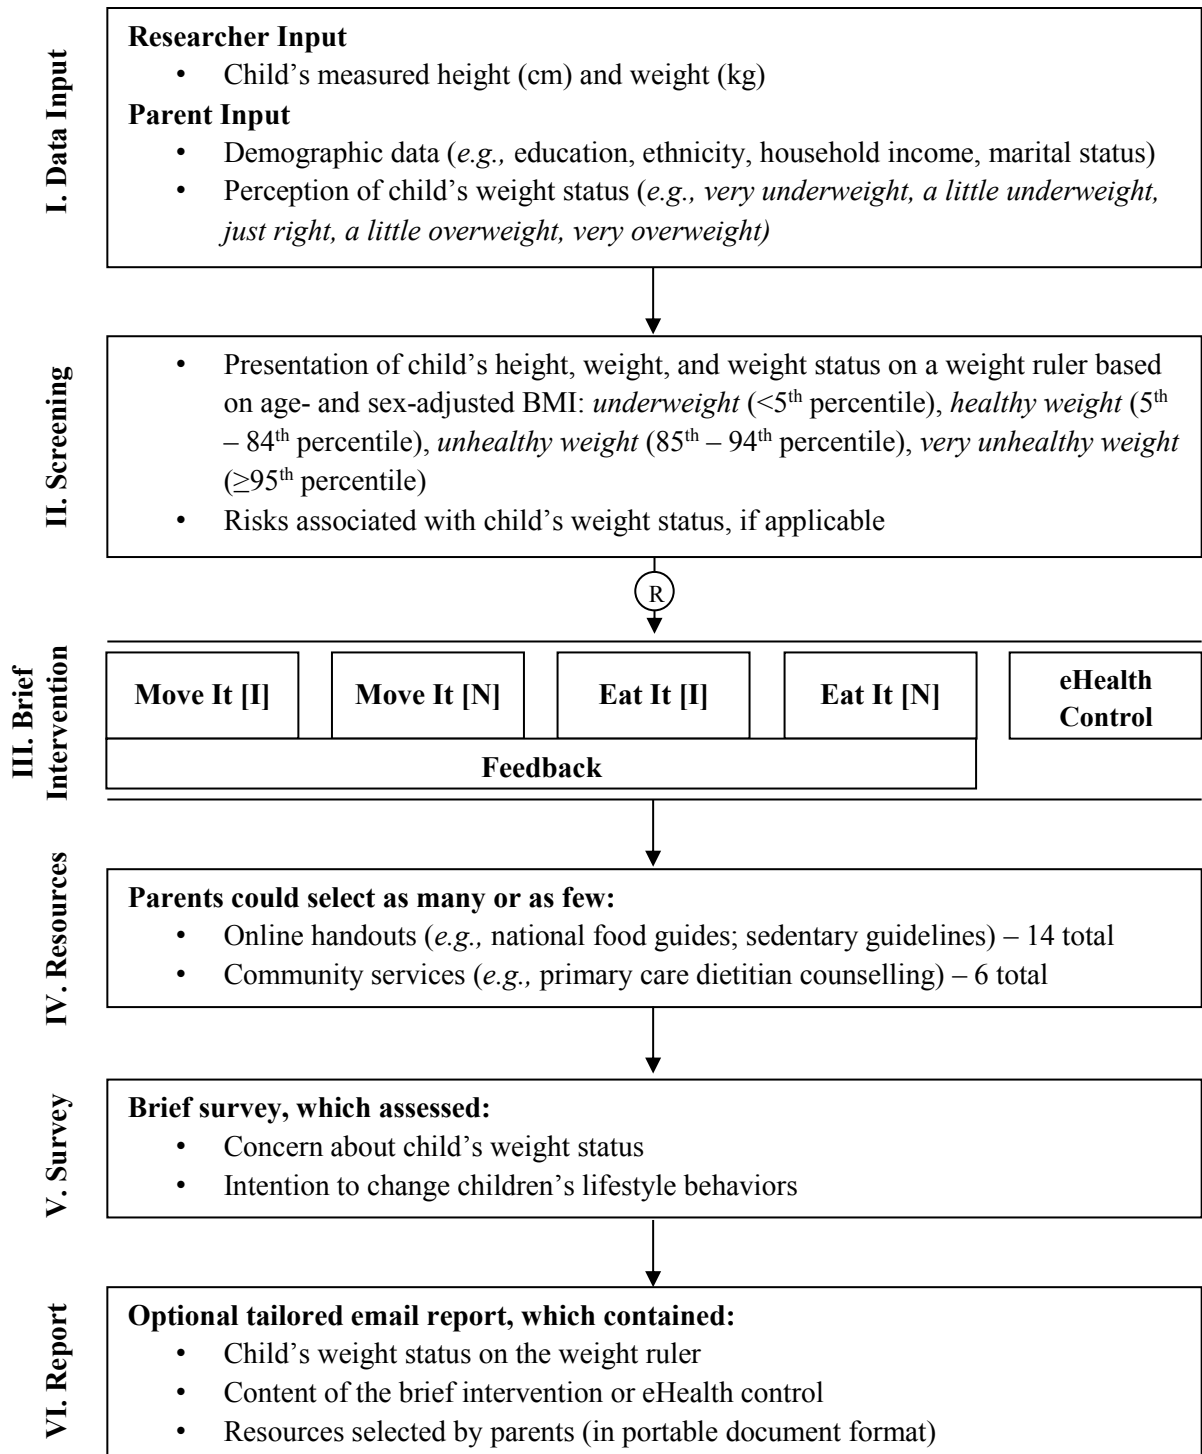 I. Data Input
Researcher Input
• Child's measured height (cm) and weight (kg)
Parent Input
• Demographic data (e.g., education, ethnicity, household income, marital status)
• Perception of child's weight status (e.g., very underweight, a little underweight,
just right, a little overweight, very overweight)
II. Screening
• Presentation of child's height, weight, and weight status on a weight ruler based
on age- and sex-adjusted BMI: underweight (<5th percentile), healthy weight (5th
– 84th percentile), unhealthy weight (85th – 94th percentile), very unhealthy weight
(≥95th percentile)
• Risks associated with child's weight status, if applicable
R
III. Brief
Intervention
Move It [I]
Move It [N]
Eat It [I]
Eat It [N]
eHealth
Control
Feedback
IV. Resources
Parents could select as many or as few:
• Online handouts (e.g., national food guides; sedentary guidelines) – 14 total
• Community services (e.g., primary care dietitian counselling) – 6 total
V. Survey
Brief survey, which assessed:
• Concern about child's weight status
• Intention to change children's lifestyle behaviors
VI. Report
Optional tailored email report, which contained:
• Child's weight status on the weight ruler
• Content of the brief intervention or eHealth control
• Resources selected by parents (in portable document format)